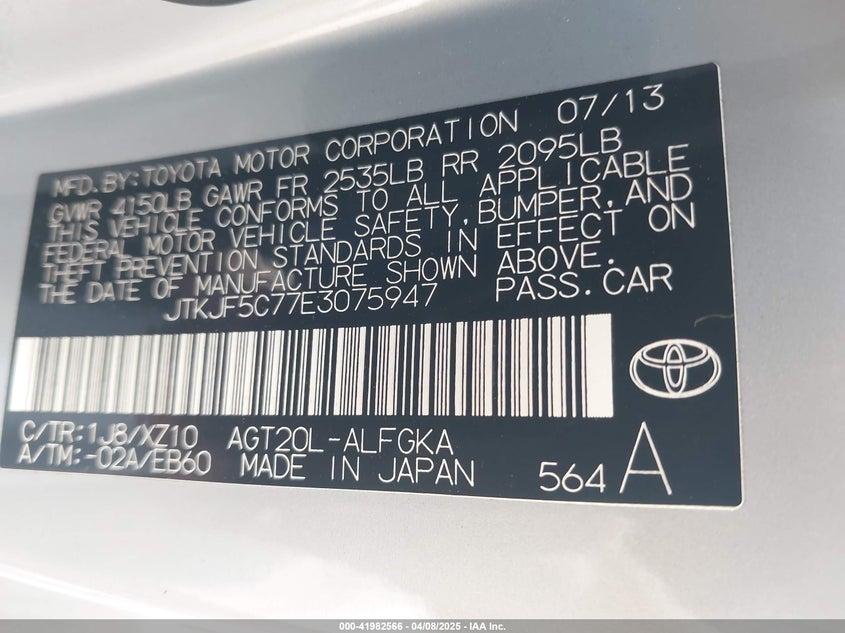 MFD. BY: TOYOTA MOTOR CORPORATION 07/13
GVWR 4150LB GAWR FR 2535LB RR 2095LB
THIS VEHICLE CONFORMS TO ALL APPLICABLE
FEDERAL MOTOR VEHICLE SAFETY, BUMPER, AND
THEFT PREVENTION STANDARDS IN EFFECT ON
THE DATE OF MANUFACTURE SHOWN ABOVE.
JTKJF5C77E3075947 PASS. CAR
C/TR: 1J8/XZ10 AGT20L-ALFGKA
A/TM: -02A/EB60 MADE IN JAPAN 564 A
000-41982566 - 04/08/2025 - IAA Inc.